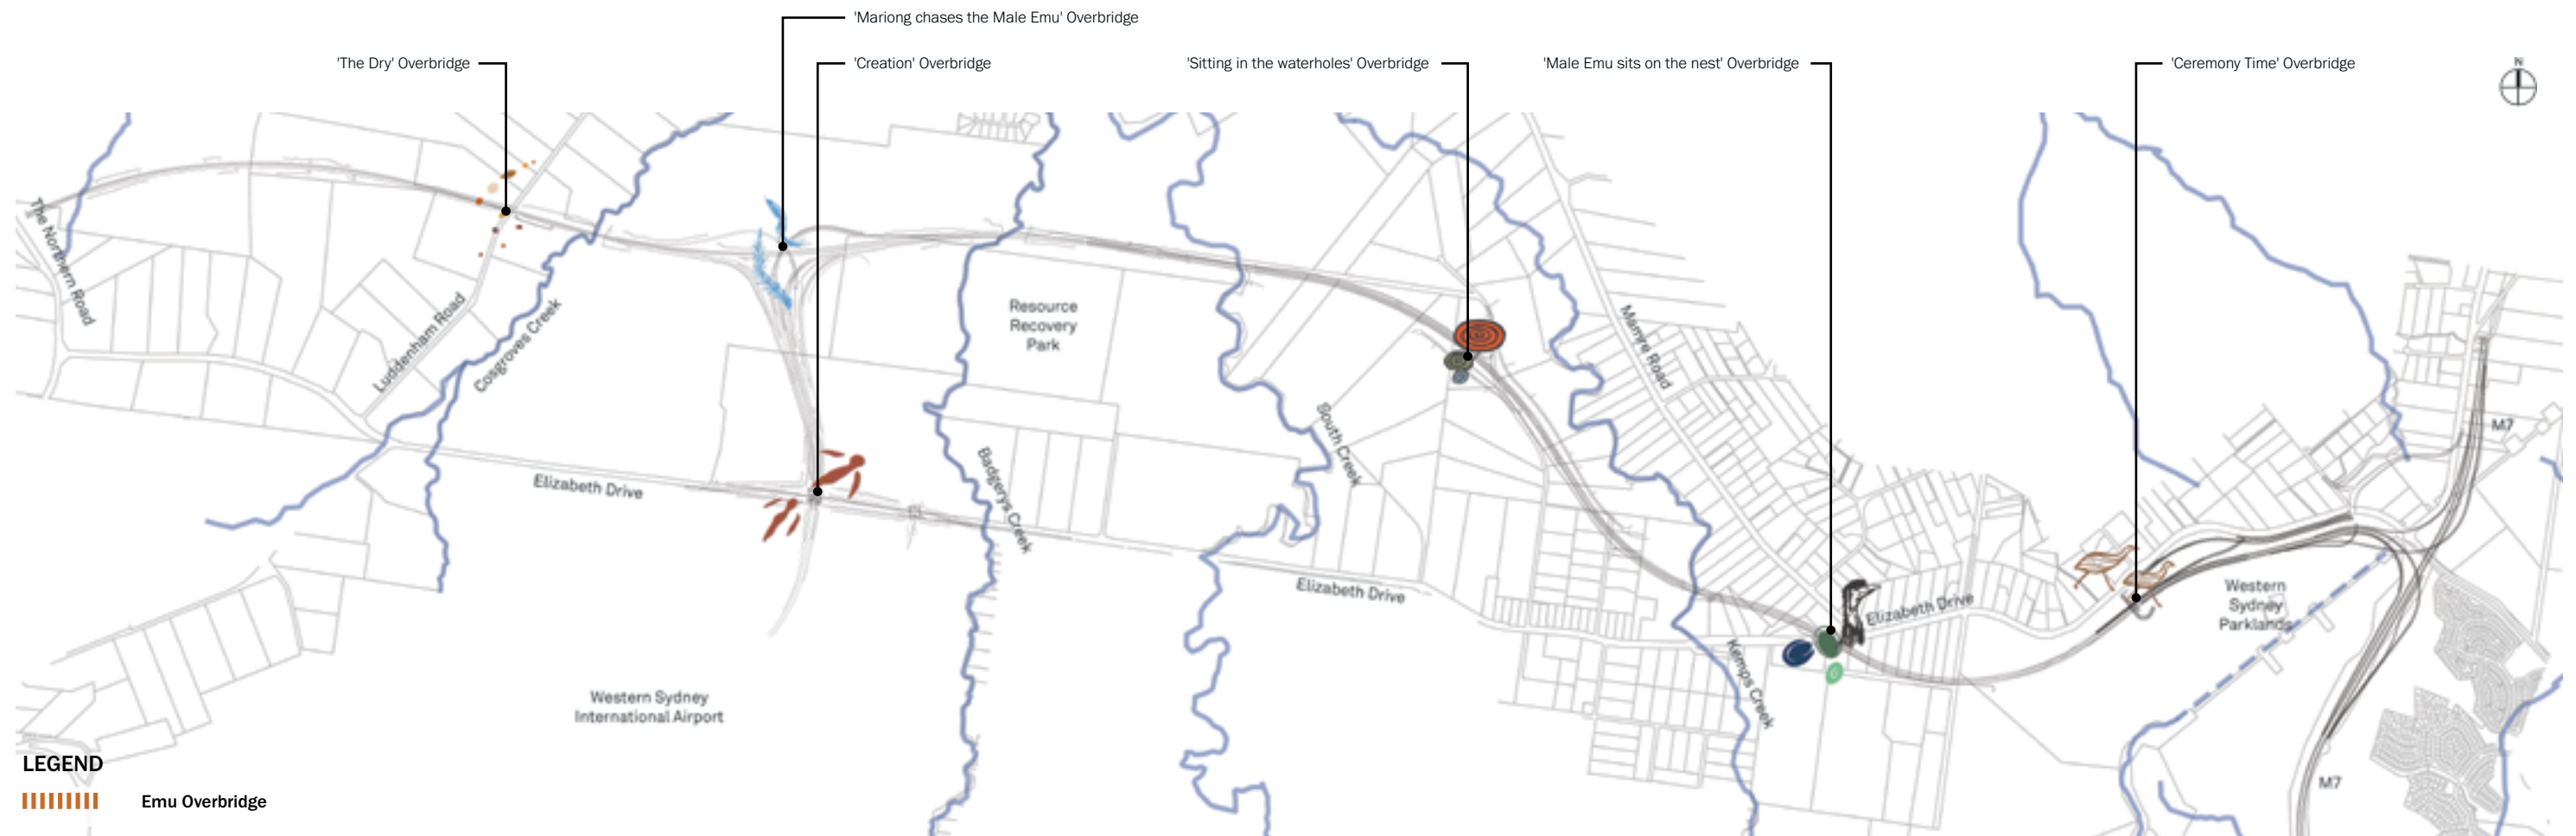 'Mariong chases the Male Emu' Overbridge
'The Dry' Overbridge
'Creation' Overbridge
'Sitting in the waterholes' Overbridge
'Male Emu sits on the nest' Overbridge
'Ceremony Time' Overbridge
N
The Northern Road
Luddenham Road
Cosgroves Creek
Resource
Recovery
Park
Mamre Road
South Creek
Badgerys Creek
M7
Elizabeth Drive
Elizabeth Drive
Elizabeth Drive
Western
Sydney
Parklands
Kemps Creek
Western Sydney
International Airport
M7
LEGEND
Emu Overbridge